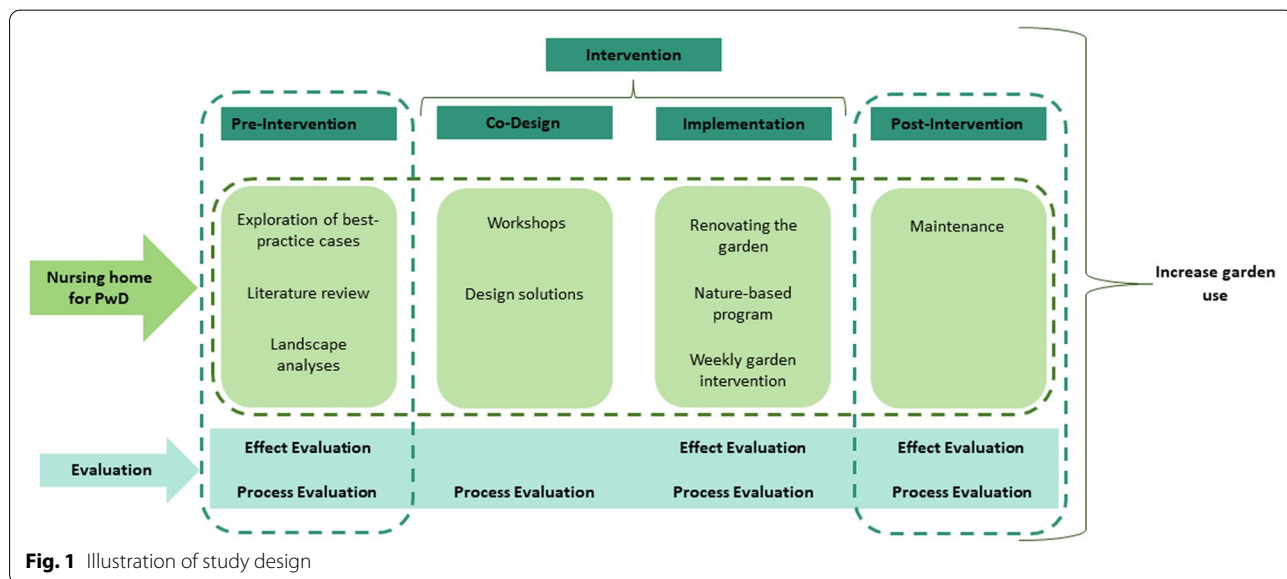 Intervention
Pre-Intervention
Co-Design
Implementation
Post-Intervention
Nursing home
for PwD
Exploration of best-
practice cases
Literature review
Landscape
analyses
Workshops
Design solutions
Renovating the
garden
Nature-based
program
Weekly garden
intervention
Maintenance
Increase garden
use
Evaluation
Effect Evaluation
Effect Evaluation
Effect Evaluation
Process Evaluation
Process Evaluation
Process Evaluation
Process Evaluation
Fig. 1 Illustration of study design